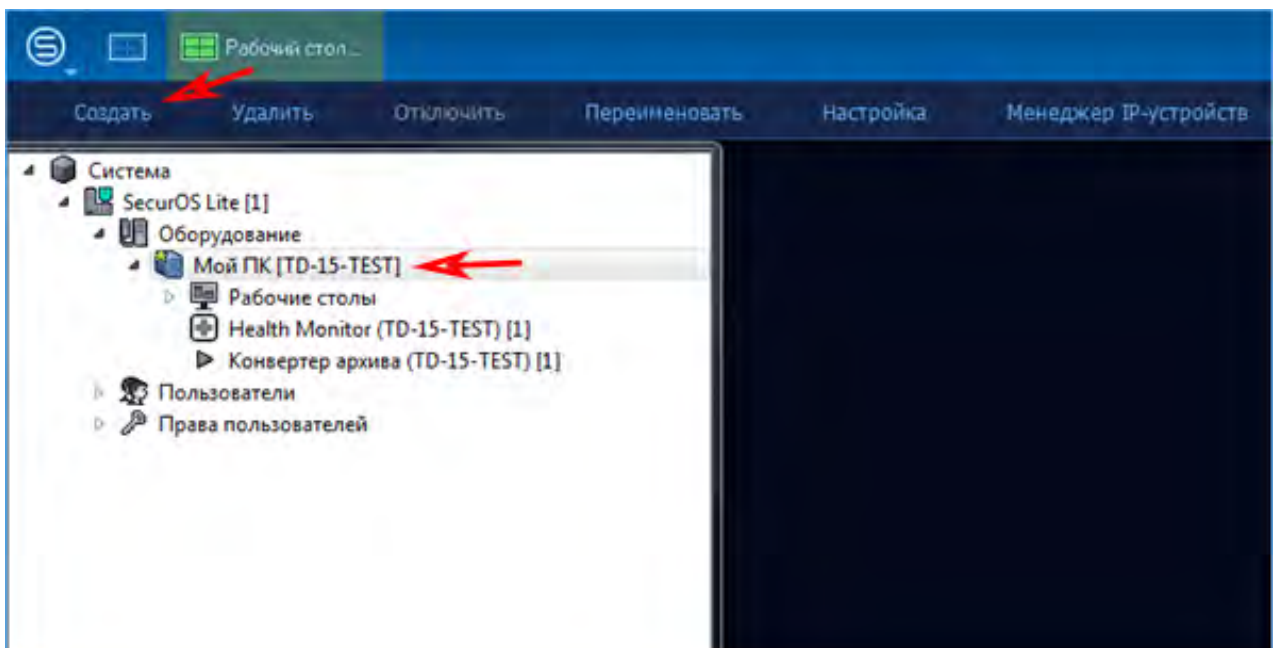 Рабочий стол ...
Создать Удалить Отключить Переименовать Настройка Менеджер IP-устройств
Система
SecurOS Lite [1]
Оборудование
Мой ПК [TD-15-TEST]
Рабочие столы
Health Monitor (TD-15-TEST) [1]
Конвертер архива (TD-15-TEST) [1]
Пользователи
Права пользователей